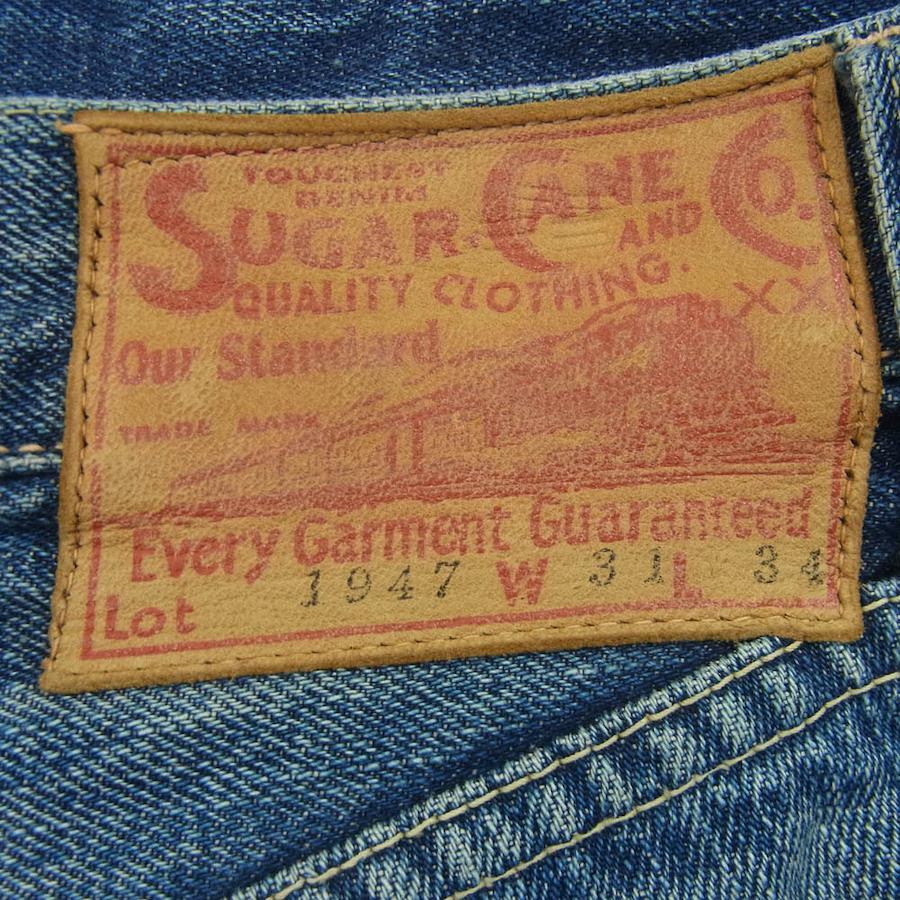 TOUGHEST
DENIM
SUGAR CANE AND CO.
QUALITY CLOTHING. XX
Our Standard
TRADE MARK
Every Garment Guaranteed
Lot 1947 W 31 L 34